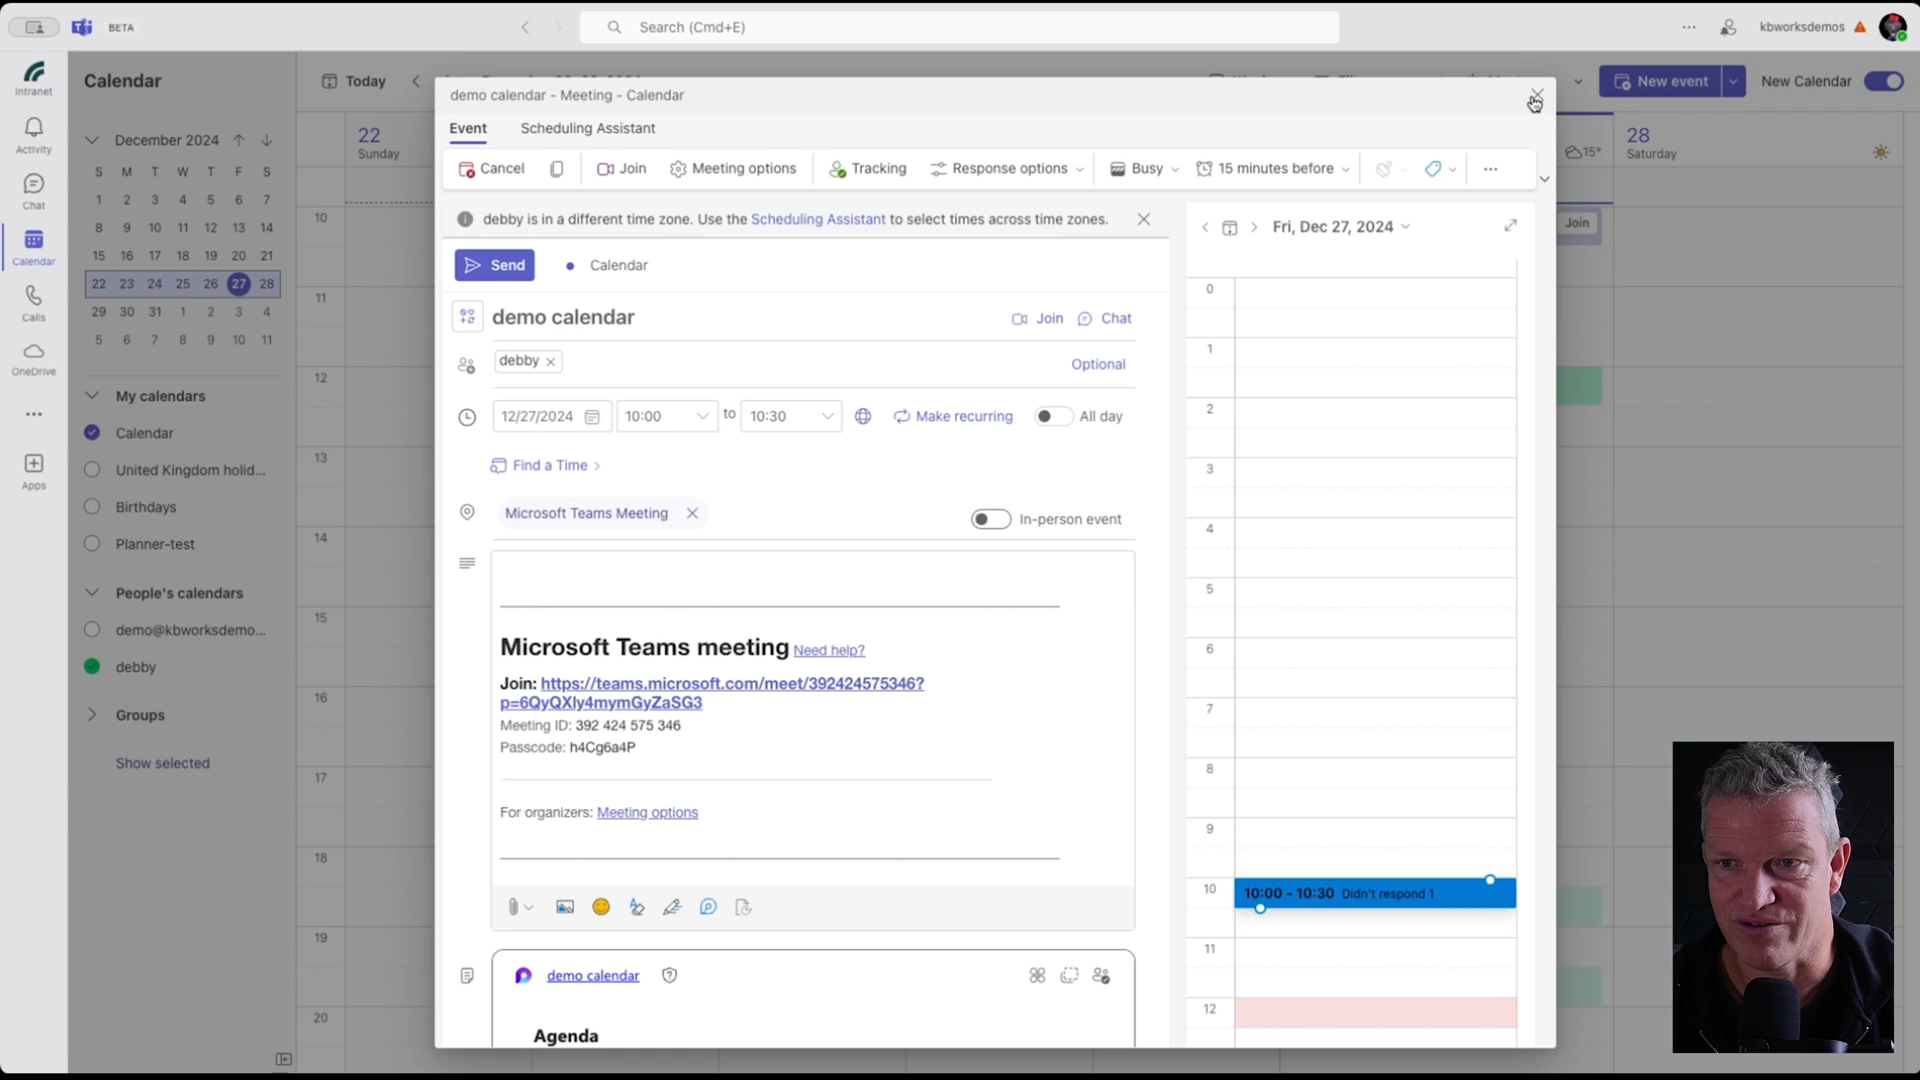 BETA
Search (Cmd+E)
kbworksdemos
Intranet
Activity
Chat
Calendar
Calls
OneDrive
Apps
Calendar
December 2024
S M T W T F S
1 2 3 4 5 6 7
8 9 10 11 12 13 14
15 16 17 18 19 20 21
22 23 24 25 26 27 28
29 30 31 1 2 3 4
5 6 7 8 9 10 11
My calendars
Calendar
United Kingdom holid...
Birthdays
Planner-test
People's calendars
demo@kbworksdemo...
debby
Groups
Show selected
Today
New event
New Calendar
22
Sunday
15°
28
Saturday
Join
10
11
12
13
14
15
16
17
18
19
20
demo calendar - Meeting - Calendar
Event Scheduling Assistant
Cancel Join Meeting options Tracking Response options Busy 15 minutes before
debby is in a different time zone. Use the Scheduling Assistant to select times across time zones.
Send Calendar
demo calendar Join Chat
debby Optional
12/27/2024 10:00 to 10:30 Make recurring All day
Find a Time
Microsoft Teams Meeting In-person event
Microsoft Teams meeting Need help?
Join: https://teams.microsoft.com/meet/392424575346?
p=6QyQXly4mymGyZaSG3
Meeting ID: 392 424 575 346
Passcode: h4Cg6a4P
For organizers: Meeting options
demo calendar
Agenda
Fri, Dec 27, 2024
0
1
2
3
4
5
6
7
8
9
10
10:00 - 10:30 Didn't respond 1
11
12